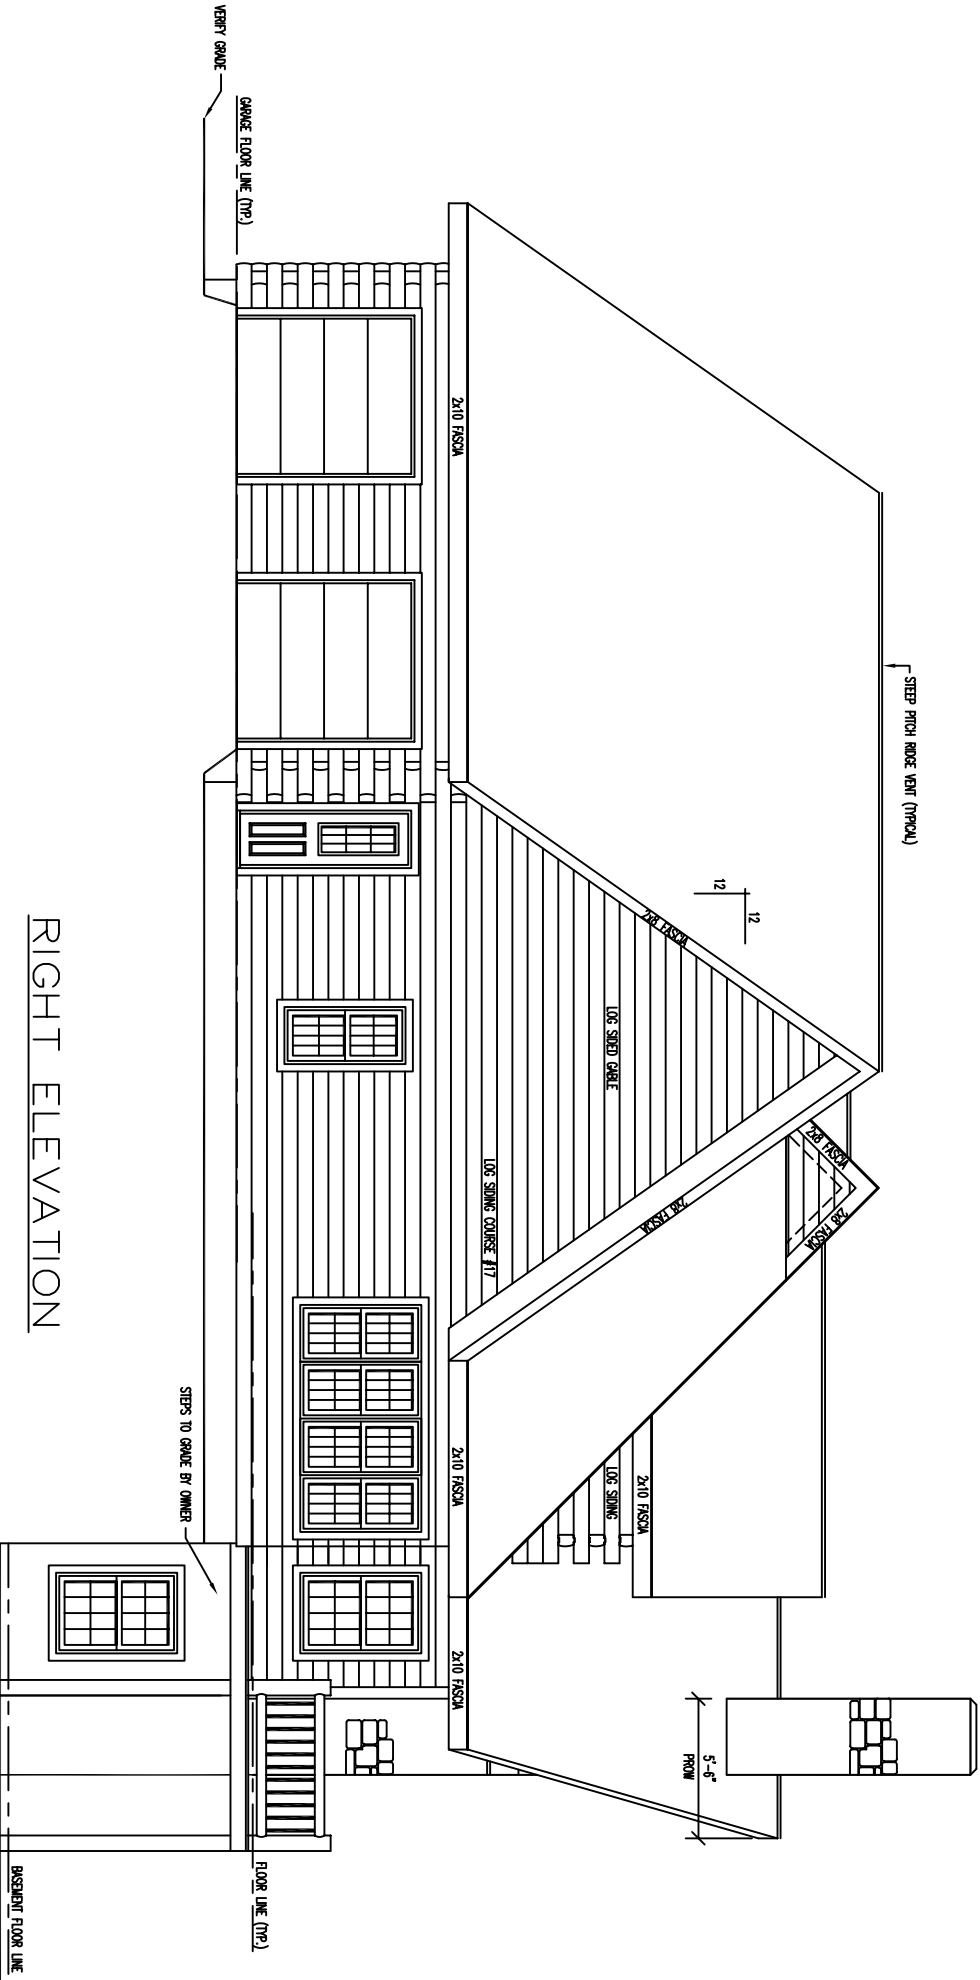 STEEP PITCH RIDGE VENT (TYPICAL)
12
12
2x8 FASCIA
2x8 FASCIA
2x8 FASCIA
2x8 FASCIA
LOG SIDED GABLE
2x10 FASCIA
LOG SIDING
5'-6"
PROW
LOG SIDING COURSE #17
2x10 FASCIA
2x10 FASCIA
2x10 FASCIA
GARAGE FLOOR LINE (TYP.)
FLOOR LINE (TYP.)
VERIFY GRADE
STEPS TO GRADE BY OWNER
BASEMENT FLOOR LINE
RIGHT ELEVATION